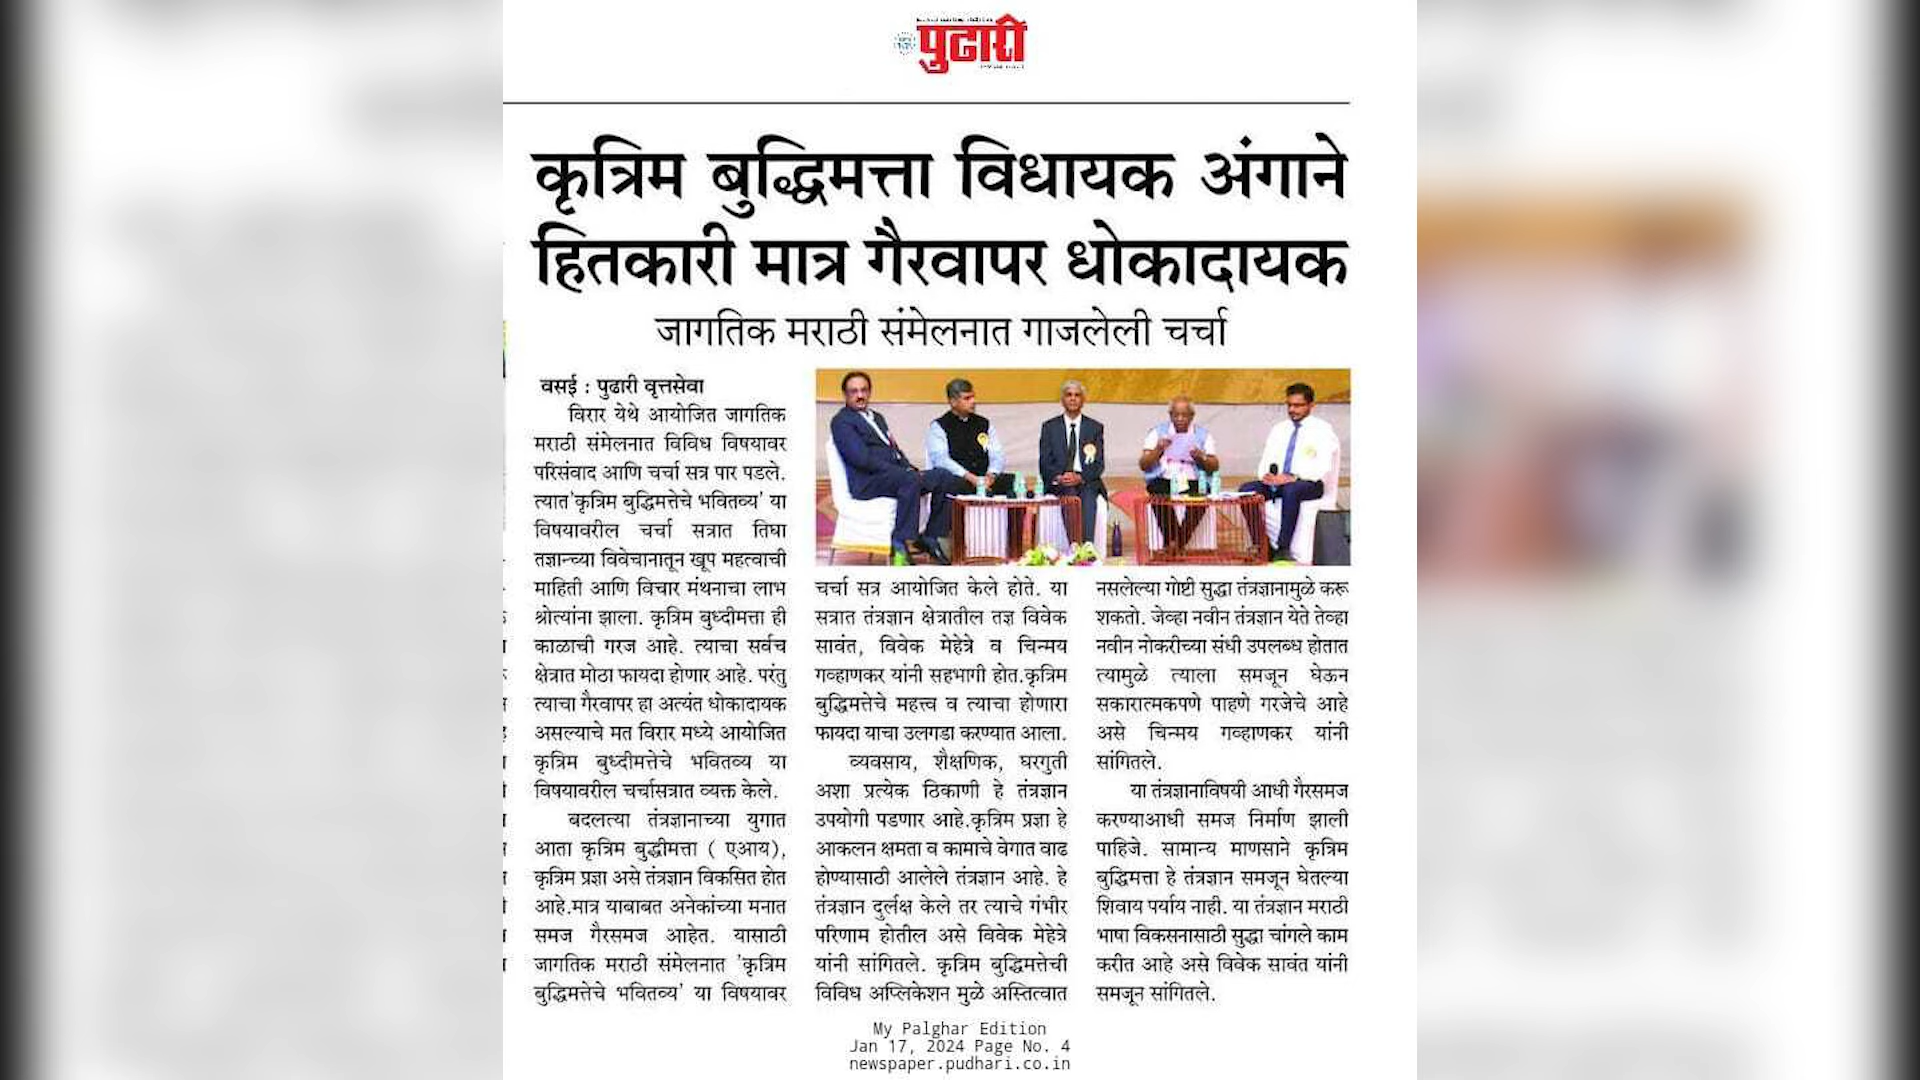 पुढारी
कृत्रिम बुद्धिमत्ता विधायक अंगाने
हितकारी मात्र गैरवापर धोकादायक
जागतिक मराठी संमेलनात गाजलेली चर्चा
वसई : पुढारी वृत्तसेवा
विरार येथे आयोजित जागतिक
मराठी संमेलनात विविध विषयावर
परिसंवाद आणि चर्चा सत्र पार पडले.
त्यात'कृत्रिम बुद्धिमत्तेचे भवितव्य' या
विषयावरील चर्चा सत्रात तिघा
तज्ञान्च्या विवेचानातून खूप महत्वाची
माहिती आणि विचार मंथनाचा लाभ
श्रोत्यांना झाला. कृत्रिम बुध्दीमत्ता ही
काळाची गरज आहे. त्याचा सर्वच
क्षेत्रात मोठा फायदा होणार आहे. परंतु
त्याचा गैरवापर हा अत्यंत धोकादायक
असल्याचे मत विरार मध्ये आयोजित
कृत्रिम बुध्दीमत्तेचे भवितव्य या
विषयावरील चर्चासत्रात व्यक्त केले.
बदलत्या तंत्रज्ञानाच्या युगात
आता कृत्रिम बुद्धीमत्ता ( एआय),
कृत्रिम प्रज्ञा असे तंत्रज्ञान विकसित होत
आहे.मात्र याबाबत अनेकांच्या मनात
समज गैरसमज आहेत. यासाठी
जागतिक मराठी संमेलनात 'कृत्रिम
बुद्धिमत्तेचे भवितव्य' या विषयावर
चर्चा सत्र आयोजित केले होते. या
सत्रात तंत्रज्ञान क्षेत्रातील तज्ञ विवेक
सावंत, विवेक मेहेत्रे व चिन्मय
गव्हाणकर यांनी सहभागी होत.कृत्रिम
बुद्धिमत्तेचे महत्त्व व त्याचा होणारा
फायदा याचा उलगडा करण्यात आला.
व्यवसाय, शैक्षणिक, घरगुती
अशा प्रत्येक ठिकाणी हे तंत्रज्ञान
उपयोगी पडणार आहे.कृत्रिम प्रज्ञा हे
आकलन क्षमता व कामाचे वेगात वाढ
होण्यासाठी आलेले तंत्रज्ञान आहे. हे
तंत्रज्ञान दुर्लक्ष केले तर त्याचे गंभीर
परिणाम होतील असे विवेक मेहेत्रे
यांनी सांगितले. कृत्रिम बुद्धिमत्तेची
विविध अप्लिकेशन मुळे अस्तित्वात
नसलेल्या गोष्टी सुद्धा तंत्रज्ञानामुळे करू
शकतो. जेव्हा नवीन तंत्रज्ञान येते तेव्हा
नवीन नोकरीच्या संधी उपलब्ध होतात
त्यामुळे त्याला समजून घेऊन
सकारात्मकपणे पाहणे गरजेचे आहे
असे चिन्मय गव्हाणकर यांनी
सांगितले.
या तंत्रज्ञानाविषयी आधी गैरसमज
करण्याआधी समज निर्माण झाली
पाहिजे. सामान्य माणसाने कृत्रिम
बुद्धिमत्ता हे तंत्रज्ञान समजून घेतल्या
शिवाय पर्याय नाही. या तंत्रज्ञान मराठी
भाषा विकसनासाठी सुद्धा चांगले काम
करीत आहे असे विवेक सावंत यांनी
समजून सांगितले.
My Palghar Edition
Jan 17, 2024 Page No. 4
newspaper.pudhari.co.in